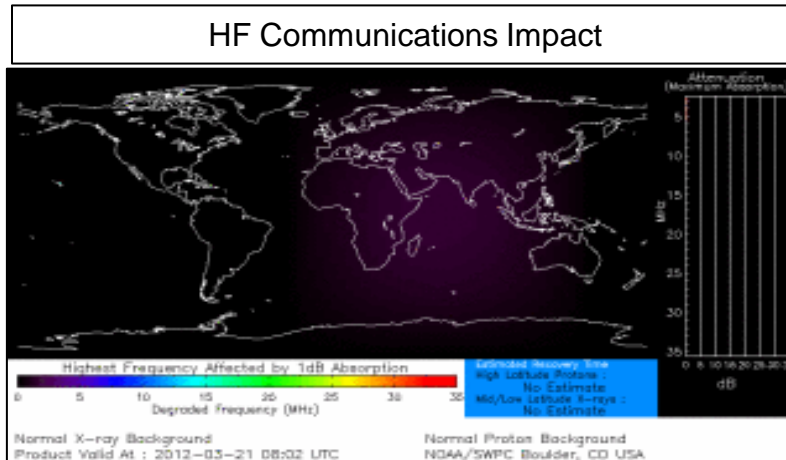 HF Communications Impact
Attenuation
(Maximum Absorption)
5
10
15
20
25
30
35
MHz
0 5 10 15 20 25 30
dB
Highest Frequency Affected by 1dB Absorption
0 5 10 15 20 25 30 35
Degraded Frequency (MHz)
Estimated Recovery Time
High Latitude Protons :
No Estimate
Mid/Low Latitude X-rays :
No Estimate
Normal X-ray Background
Product Valid At : 2012-03-21 08:02 UTC
Normal Proton Background
NOAA/SWPC Boulder, CO USA